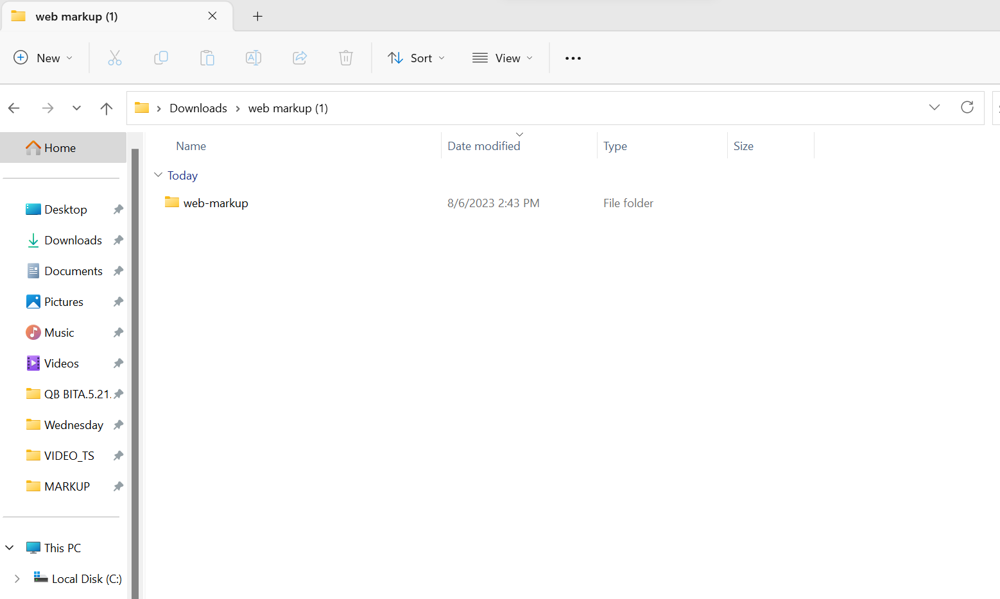 web markup (1)
New
Sort
View
Downloads
web markup (1)
Home
Name
Date modified
Type
Size
Today
web-markup
8/6/2023 2:43 PM
File folder
Desktop
Downloads
Documents
Pictures
Music
Videos
QB BITA.5.21.
Wednesday
VIDEO_TS
MARKUP
This PC
Local Disk (C:)